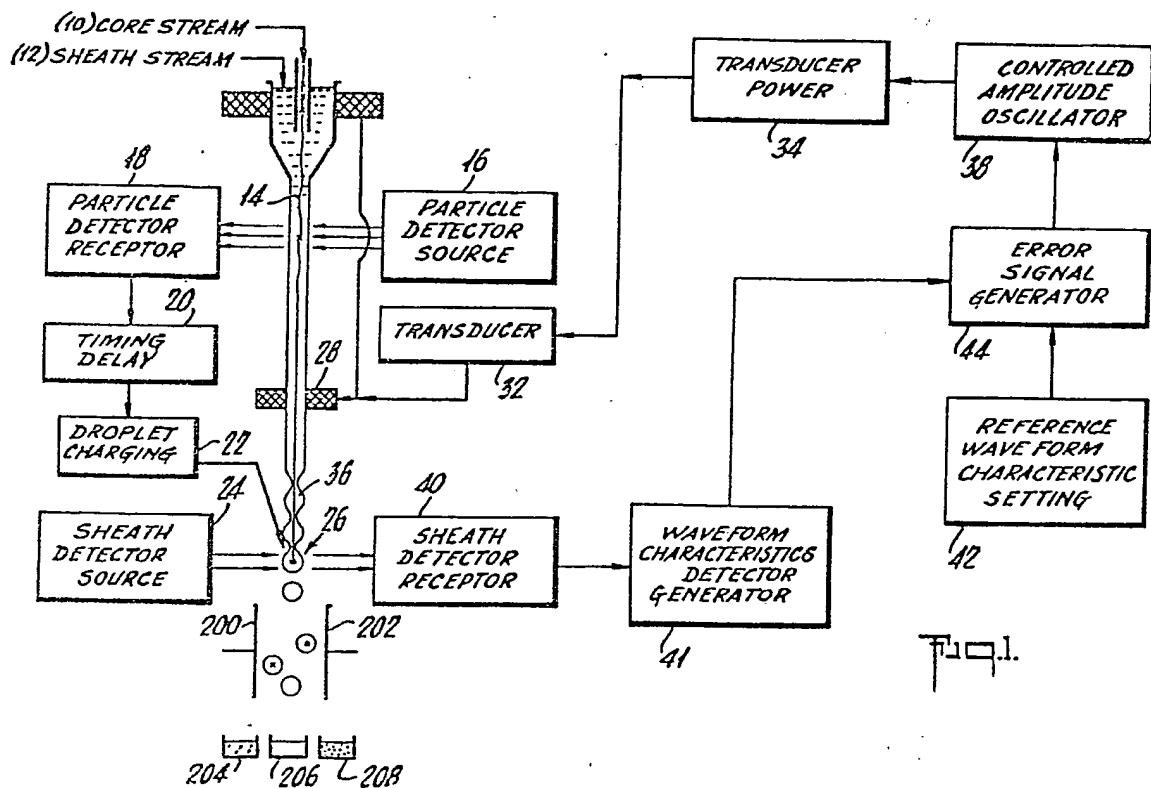 (10) CORE STREAM
(12) SHEATH STREAM
TRANSDUCER
POWER
34
CONTROLLED
AMPLITUDE
OSCILLATOR
38
18
PARTICLE
DETECTOR
RECEPTOR
14
16
PARTICLE
DETECTOR
SOURCE
ERROR
SIGNAL
GENERATOR
44
20
TIMING
DELAY
TRANSDUCER
32
28
DROPLET
CHARGING
22
REFERENCE
WAVE FORM
CHARACTERISTIC
SETTING
42
24
SHEATH
DETECTOR
SOURCE
36
26
40
SHEATH
DETECTOR
RECEPTOR
WAVEFORM
CHARACTERISTICS
DETECTOR
GENERATOR
41
200
202
204
206
208
Fig.1.